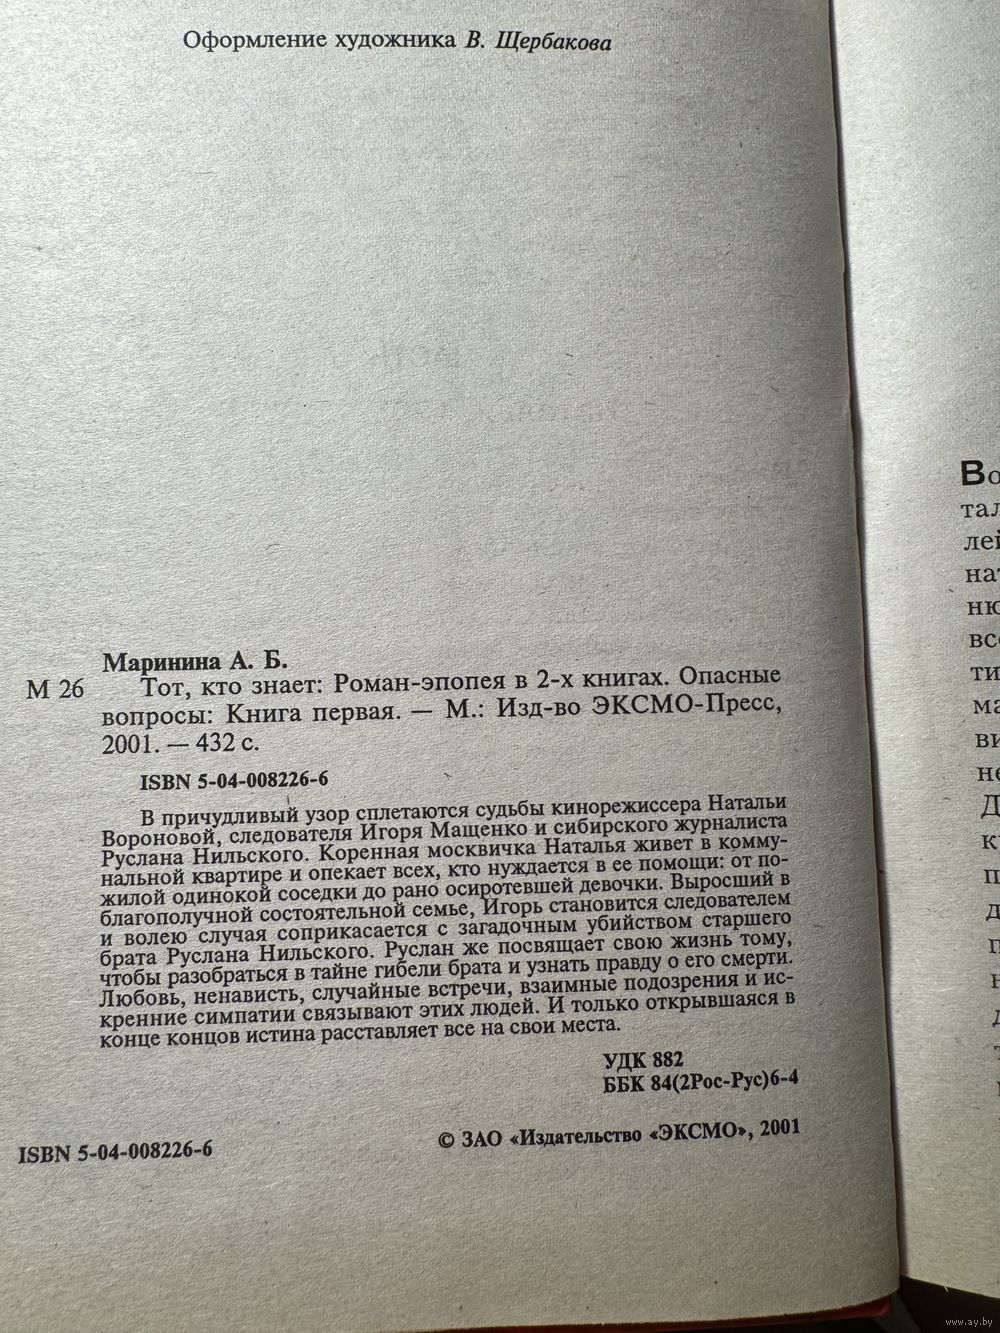 Оформление художника В. Щербакова
Маринина А. Б.
М 26 Тот, кто знает: Роман-эпопея в 2-х книгах. Опасные
вопросы: Книга первая. — М.: Изд-во ЭКСМО-Пресс,
2001. — 432 с.
ISBN 5-04-008226-6
В причудливый узор сплетаются судьбы кинорежиссера Натальи
Вороновой, следователя Игоря Мащенко и сибирского журналиста
Руслана Нильского. Коренная москвичка Наталья живет в комму-
нальной квартире и опекает всех, кто нуждается в ее помощи: от по-
жилой одинокой соседки до рано осиротевшей девочки. Выросший в
благополучной состоятельной семье, Игорь становится следователем
и волею случая соприкасается с загадочным убийством старшего
брата Руслана Нильского. Руслан же посвящает свою жизнь тому,
чтобы разобраться в тайне гибели брата и узнать правду о его смерти.
Любовь, ненависть, случайные встречи, взаимные подозрения и ис-
кренние симпатии связывают этих людей. И только открывшаяся в
конце концов истина расставляет все на свои места.
УДК 882
ББК 84(2Рос-Рус)6-4
ISBN 5-04-008226-6
© ЗАО «Издательство «ЭКСМО», 2001
www.ay.by